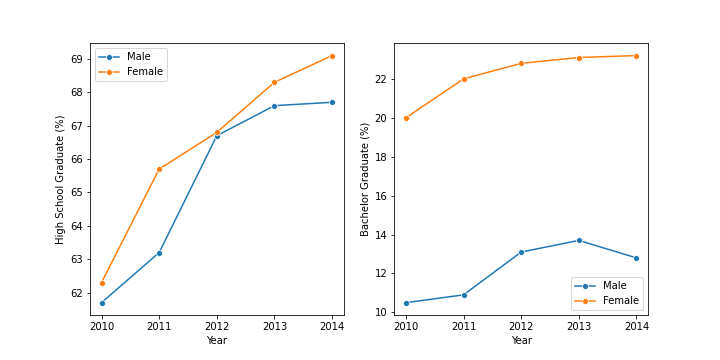 Male
Female
High School Graduate (%)
69
68
67
66
65
64
63
62
2010 2011 2012 2013 2014
Year
Bachelor Graduate (%)
22
20
18
16
14
12
10
Male
Female
2010 2011 2012 2013 2014
Year